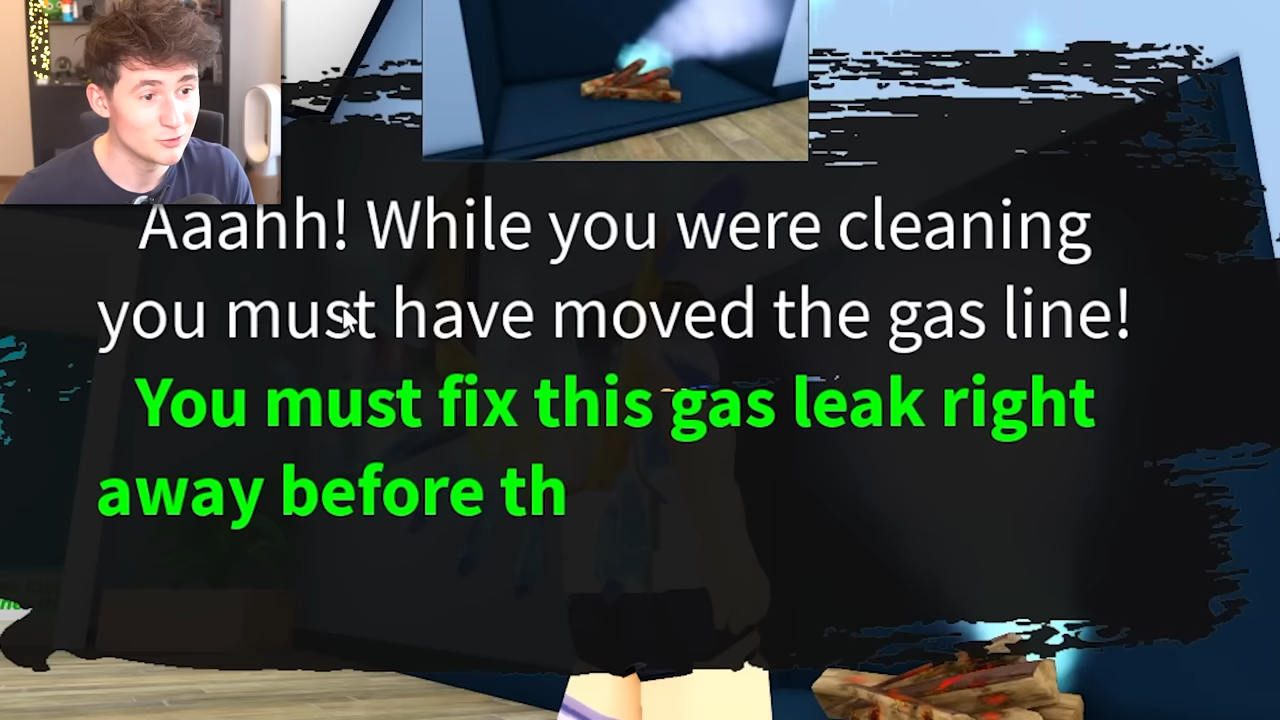 Aaahh! While you were cleaning
you must have moved the gas line!
You must fix this gas leak right
away before th